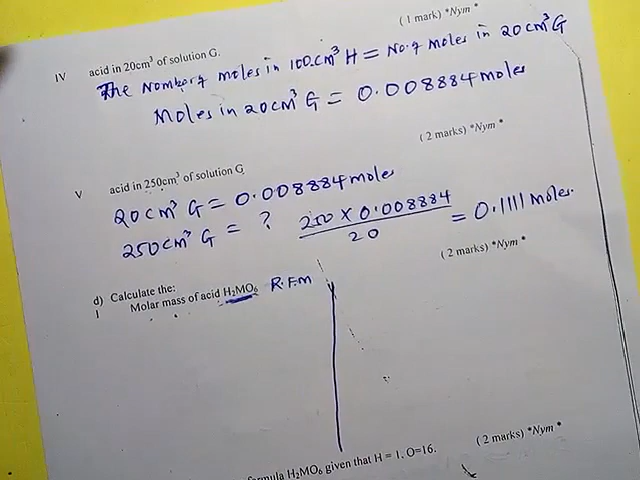 ( 1 mark) *Nym *
IV acid in 20cm³ of solution G.
The Nomber of moles in 100cm³ H = No. of moles in 20cm³ G
Moles in 20cm³ G = 0.008884 moles
( 2 marks) *Nym *
V acid in 250cm³ of solution G
20cm³ G = 0.008884 moles
250cm³ G = ? 250 × 0.008884 / 20 = 0.1111 moles.
( 2 marks) *Nym *
d) Calculate the:
1 Molar mass of acid H₂MO₆ R.F.M
( 2 marks) *Nym *
formula H₂MO₆ given that H = 1, O=16.